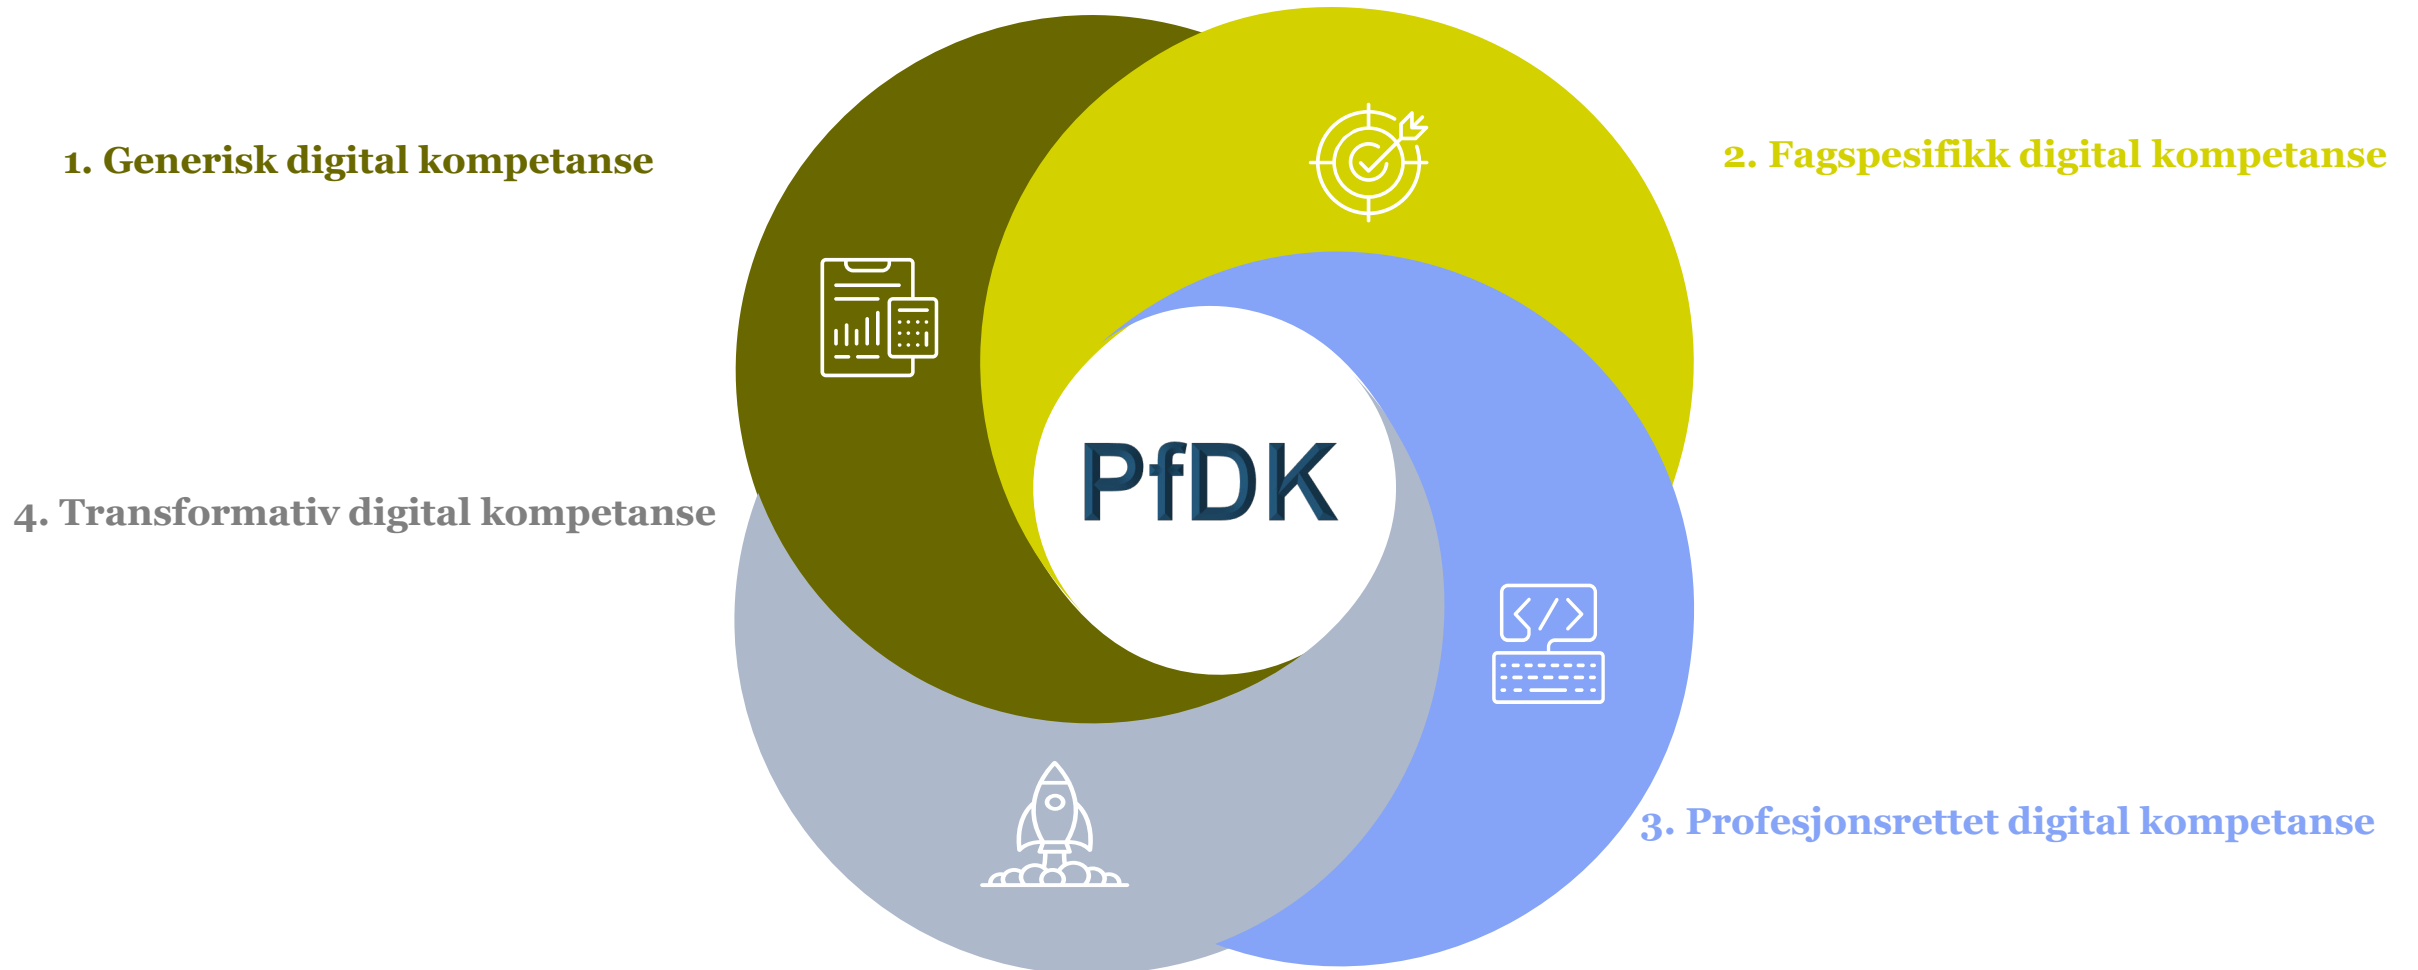 1. Generisk digital kompetanse
2. Fagspesifikk digital kompetanse
PfDK
4. Transformativ digital kompetanse
3. Profesjonsrettet digital kompetanse